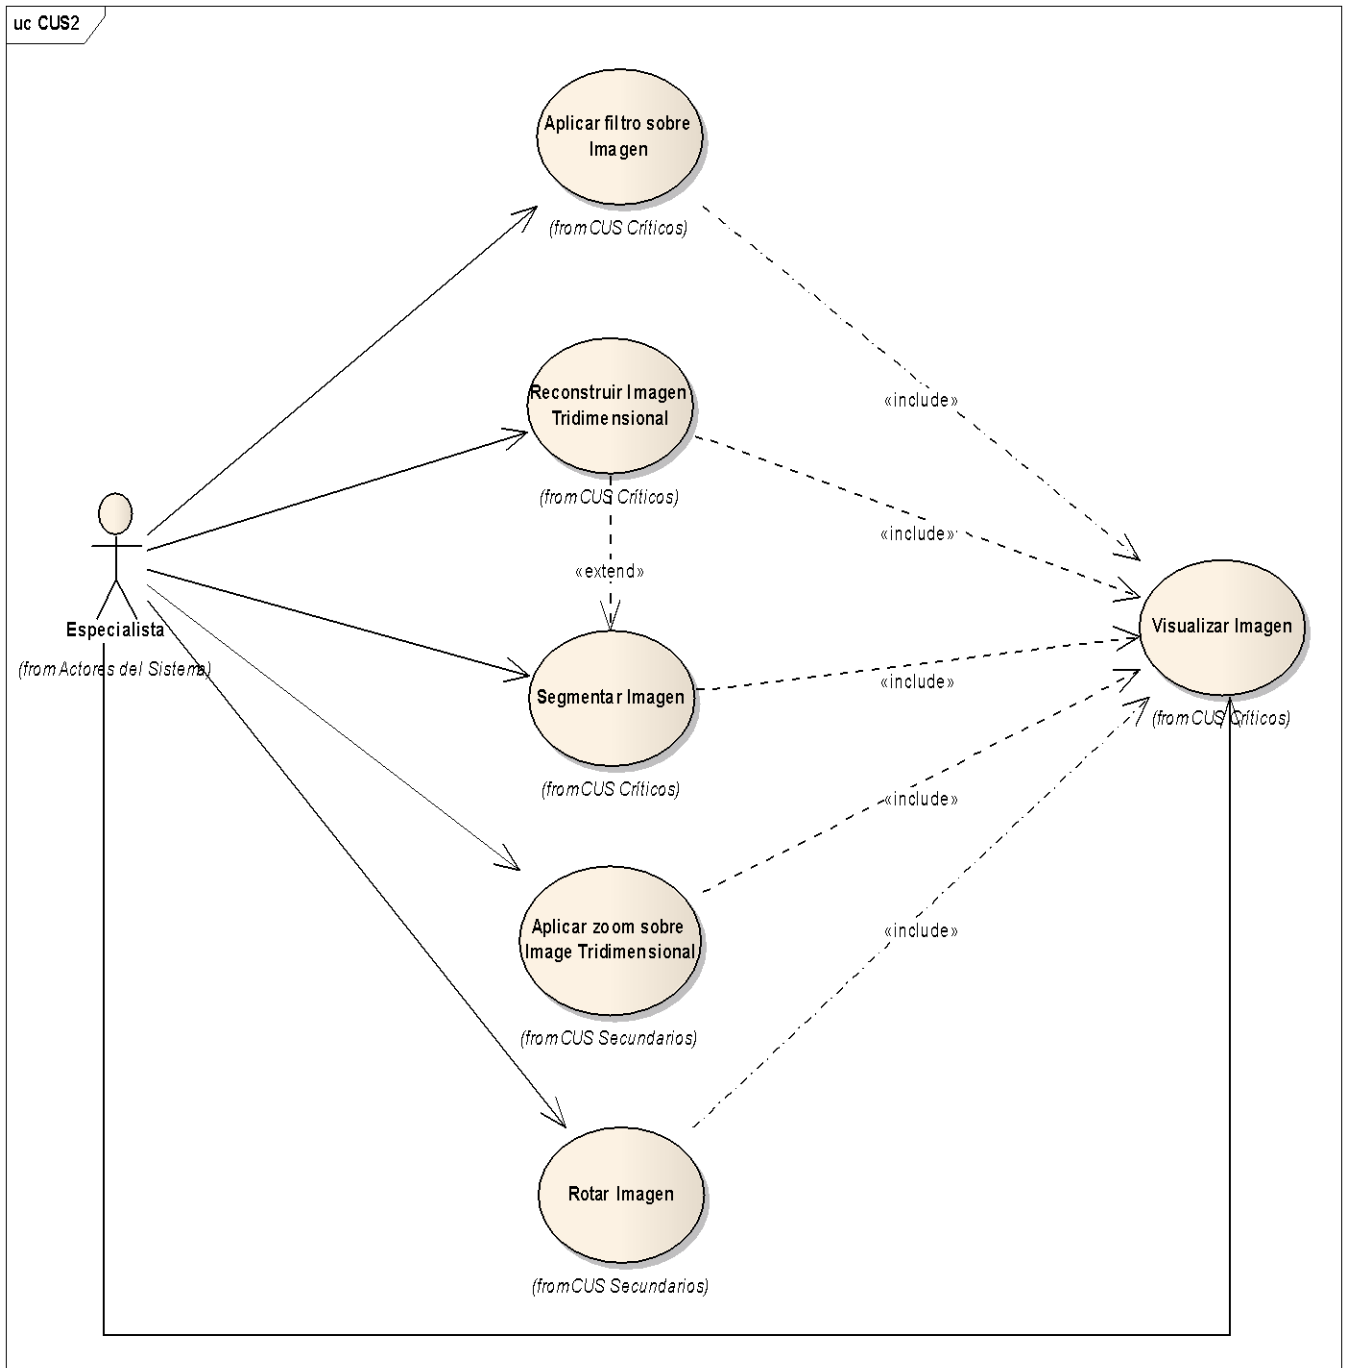 uc CUS2
Aplicar filtro sobre
Imagen
(from CUS Críticos)
«include»
Reconstruir Imagen
Tridimensional
(from CUS Críticos)
«include»
«extend»
Especialista
(from Actores del Sistema)
Visualizar Imagen
(from CUS Críticos)
Segmentar Imagen
«include»
(from CUS Críticos)
«include»
Aplicar zoom sobre
Image Tridimensional
«include»
(from CUS Secundarios)
Rotar Imagen
(from CUS Secundarios)